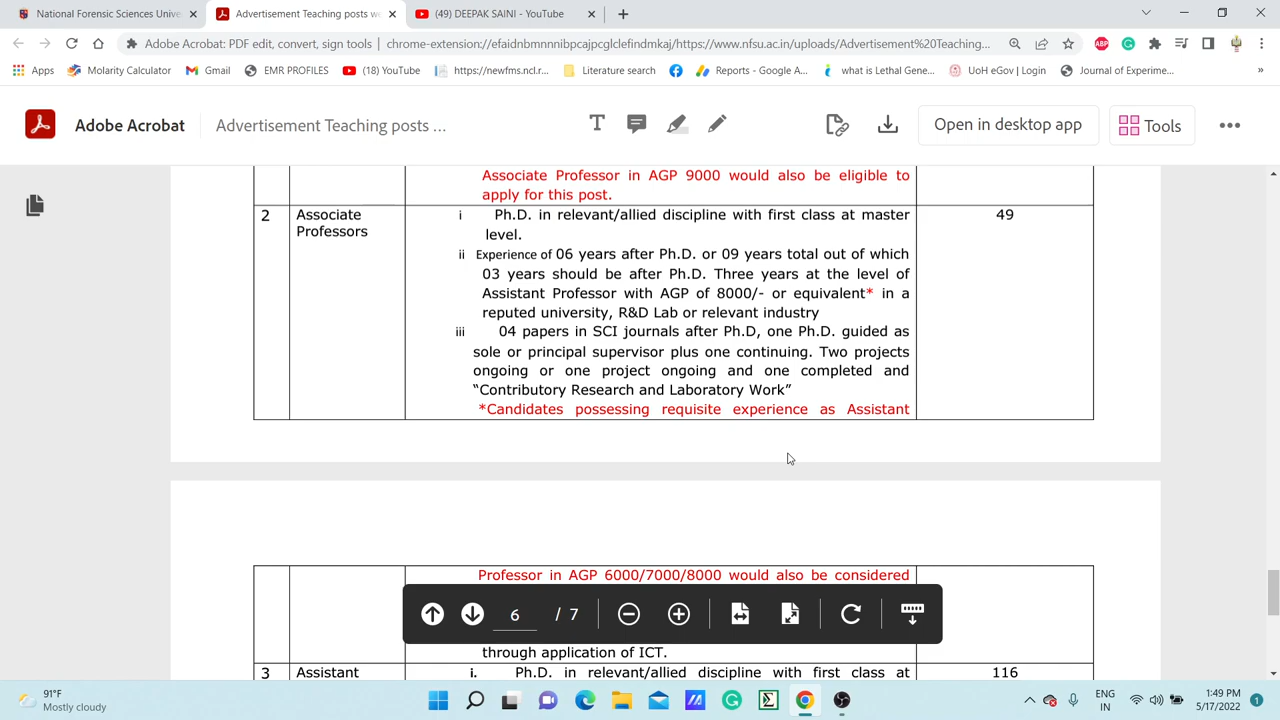 National Forensic Sciences Unive
Advertisement Teaching posts w
(49) DEEPAK SAINI - YouTube
Adobe Acrobat: PDF edit, convert, sign tools
chrome-extension://efaidnbmnnnibpcajpcglclefindmkaj/https://www.nfsu.ac.in/uploads/Advertisement%20Teaching...
Apps
Molarity Calculator
Gmail
EMR PROFILES
(18) YouTube
https://newfms.ncl.r...
Literature search
Reports - Google A...
what is Lethal Gene...
UoH eGov | Login
Journal of Experime...
»
Adobe Acrobat
Advertisement Teaching posts ...
Open in desktop app
Tools
Associate Professor in AGP 9000 would also be eligible to
apply for this post.
2 Associate Professors
i Ph.D. in relevant/allied discipline with first class at master
level.
49
ii Experience of 06 years after Ph.D. or 09 years total out of which
03 years should be after Ph.D. Three years at the level of
Assistant Professor with AGP of 8000/- or equivalent* in a
reputed university, R&D Lab or relevant industry
iii 04 papers in SCI journals after Ph.D, one Ph.D. guided as
sole or principal supervisor plus one continuing. Two projects
ongoing or one project ongoing and one completed and
“Contributory Research and Laboratory Work”
*Candidates possessing requisite experience as Assistant
Professor in AGP 6000/7000/8000 would also be considered
6 / 7
through application of ICT.
3 Assistant
i. Ph.D. in relevant/allied discipline with first class at
116
91°F
Mostly cloudy
ENG
IN
1:49 PM
5/17/2022
1